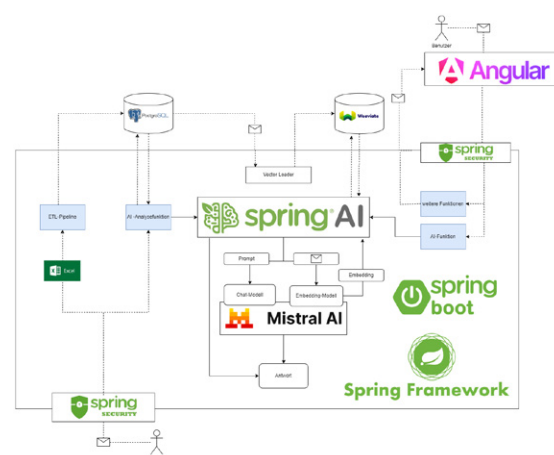 Benutzer
Angular
PostgreSQL
Weaviate
spring
SECURITY
Vector Loader
ETL-Pipeline
AI-Analysefunktion
spring AI
weitere Funktionen
AI-Funktion
Excel
Prompt
Embedding
Chat-Modell
Embedding-Modell
Mistral AI
spring
boot
Antwort
Spring Framework
spring
SECURITY